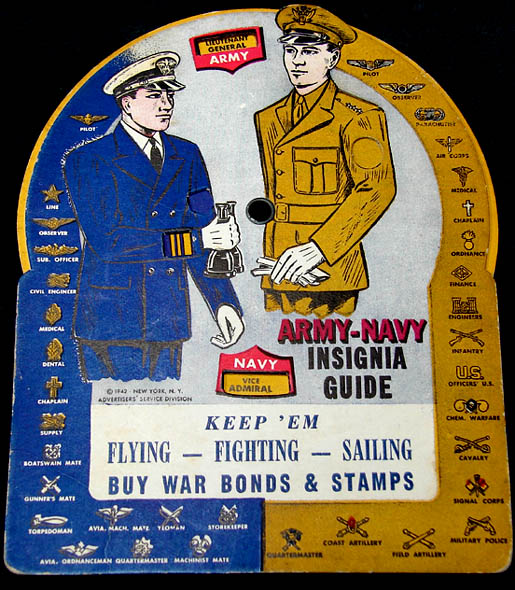 LIEUTENANT
GENERAL
ARMY
PILOT
LINE
OBSERVER
SUB. OFFICER
CIVIL ENGINEER
MEDICAL
DENTAL
CHAPLAIN
SUPPLY
BOATSWAIN MATE
GUNNER'S MATE
TORPEDOMAN
AVIA. MACH. MATE
YEOMAN
STOREKEEPER
AVIA. ORDNANCEMAN
QUARTERMASTER
MACHINIST MATE
PILOT
OBSERVER
PARACHUTIST
AIR CORPS
MEDICAL
CHAPLAIN
ORDNANCE
FINANCE
ENGINEERS
INFANTRY
U.S.
OFFICERS' U.S.
CHEM. WARFARE
CAVALRY
SIGNAL CORPS
MILITARY POLICE
FIELD ARTILLERY
COAST ARTILLERY
QUARTERMASTER
ARMY-NAVY
INSIGNIA
GUIDE
NAVY
VICE
ADMIRAL
© 1942 · NEW YORK, N. Y.
ADVERTISERS' SERVICE DIVISION
KEEP 'EM
FLYING — FIGHTING — SAILING
BUY WAR BONDS & STAMPS